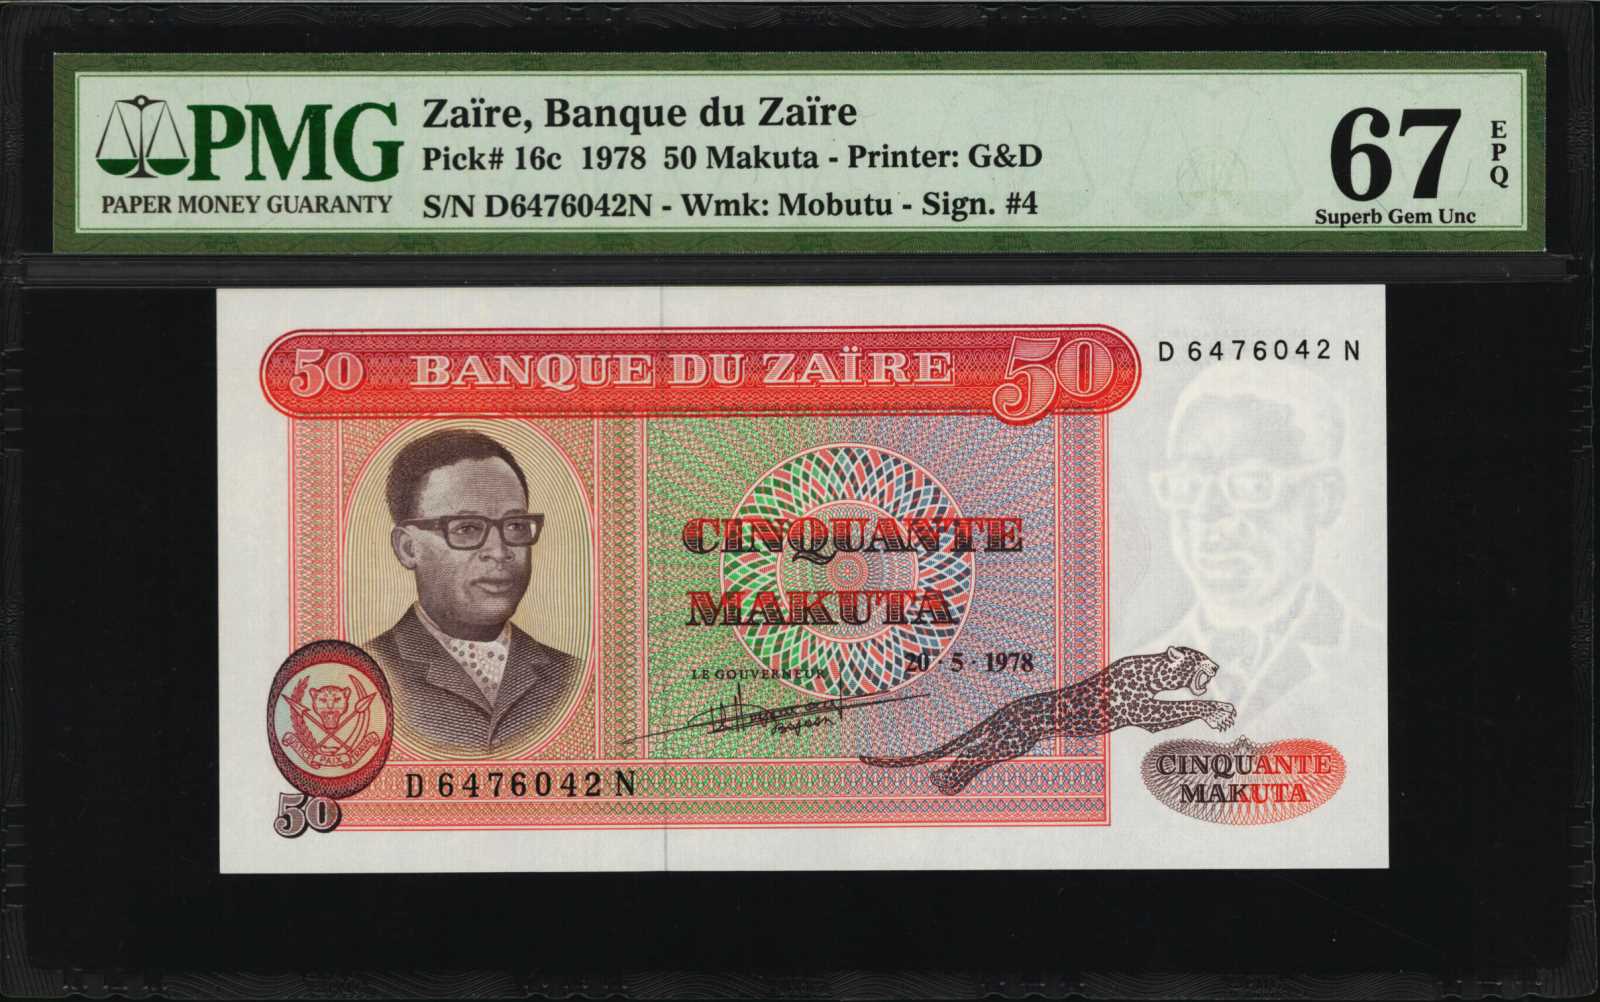 PMG
PAPER MONEY GUARANTY
Zaïre, Banque du Zaïre
Pick# 16c 1978 50 Makuta - Printer: G&D
S/N D6476042N - Wmk: Mobutu - Sign. #4
67
EPQ
Superb Gem Unc
50 BANQUE DU ZAÏRE 50
D 6476042 N
CINQUANTE
MAKUTA
LE GOUVERNEUR
20·5·1978
PAIX
D 6476042 N
50
CINQUANTE
MAKUTA